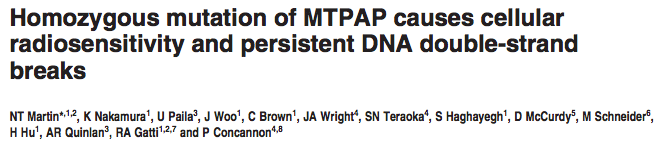 Homozygous mutation of MTPAP causes cellular
radiosensitivity and persistent DNA double-strand
breaks
NT Martin*,1,2, K Nakamura1, U Paila3, J Woo1, C Brown1, JA Wright4, SN Teraoka4, S Haghayegh1, D McCurdy5, M Schneider6,
H Hu1, AR Quinlan3, RA Gatti1,2,7 and P Concannon4,8